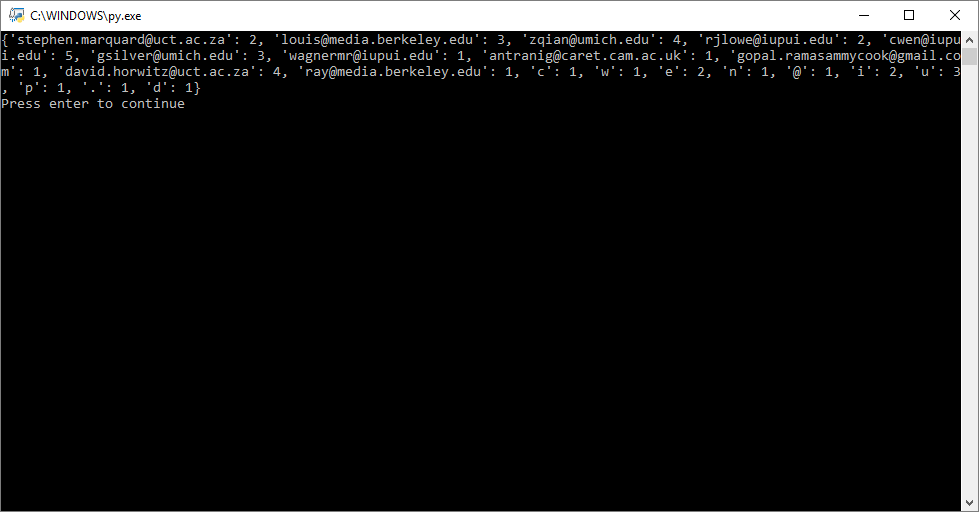 C:\WINDOWS\py.exe
{'stephen.marquard@uct.ac.za': 2, 'louis@media.berkeley.edu': 3, 'zqian@umich.edu': 4, 'rjlowe@iupui.edu': 2, 'cwen@iupu
i.edu': 5, 'gsilver@umich.edu': 3, 'wagnermr@iupui.edu': 1, 'antranig@caret.cam.ac.uk': 1, 'gopal.ramasammycook@gmail.co
m': 1, 'david.horwitz@uct.ac.za': 4, 'ray@media.berkeley.edu': 1, 'c': 1, 'w': 1, 'e': 2, 'n': 1, '@': 1, 'i': 2, 'u': 3
, 'p': 1, '.': 1, 'd': 1}
Press enter to continue